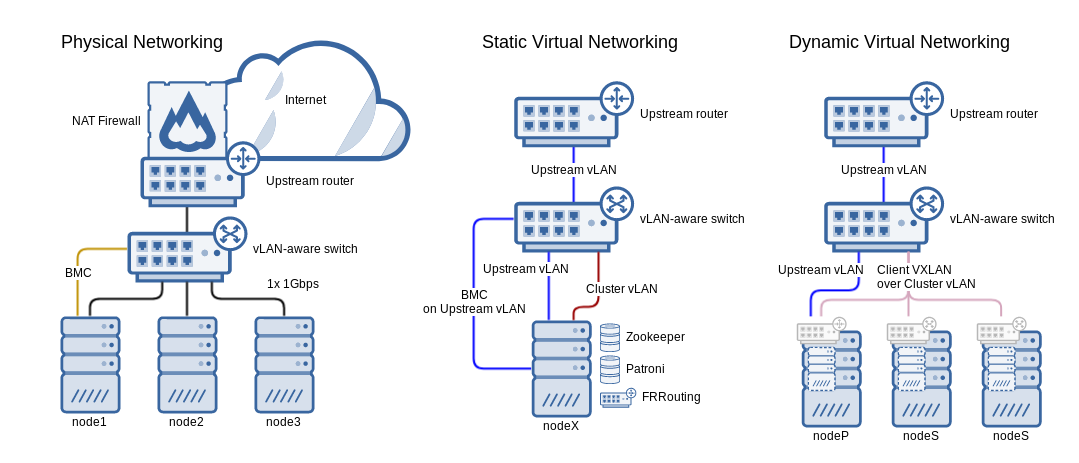 Physical Networking
NAT Firewall
Internet
Upstream router
vLAN-aware switch
BMC
1x 1Gbps
node1
node2
node3
Static Virtual Networking
Upstream router
Upstream vLAN
vLAN-aware switch
Upstream vLAN
Cluster vLAN
BMC
on Upstream vLAN
Zookeeper
Patroni
FRRouting
nodeX
Dynamic Virtual Networking
Upstream router
Upstream vLAN
vLAN-aware switch
Upstream vLAN
Client VXLAN
over Cluster vLAN
nodeP
nodeS
nodeS